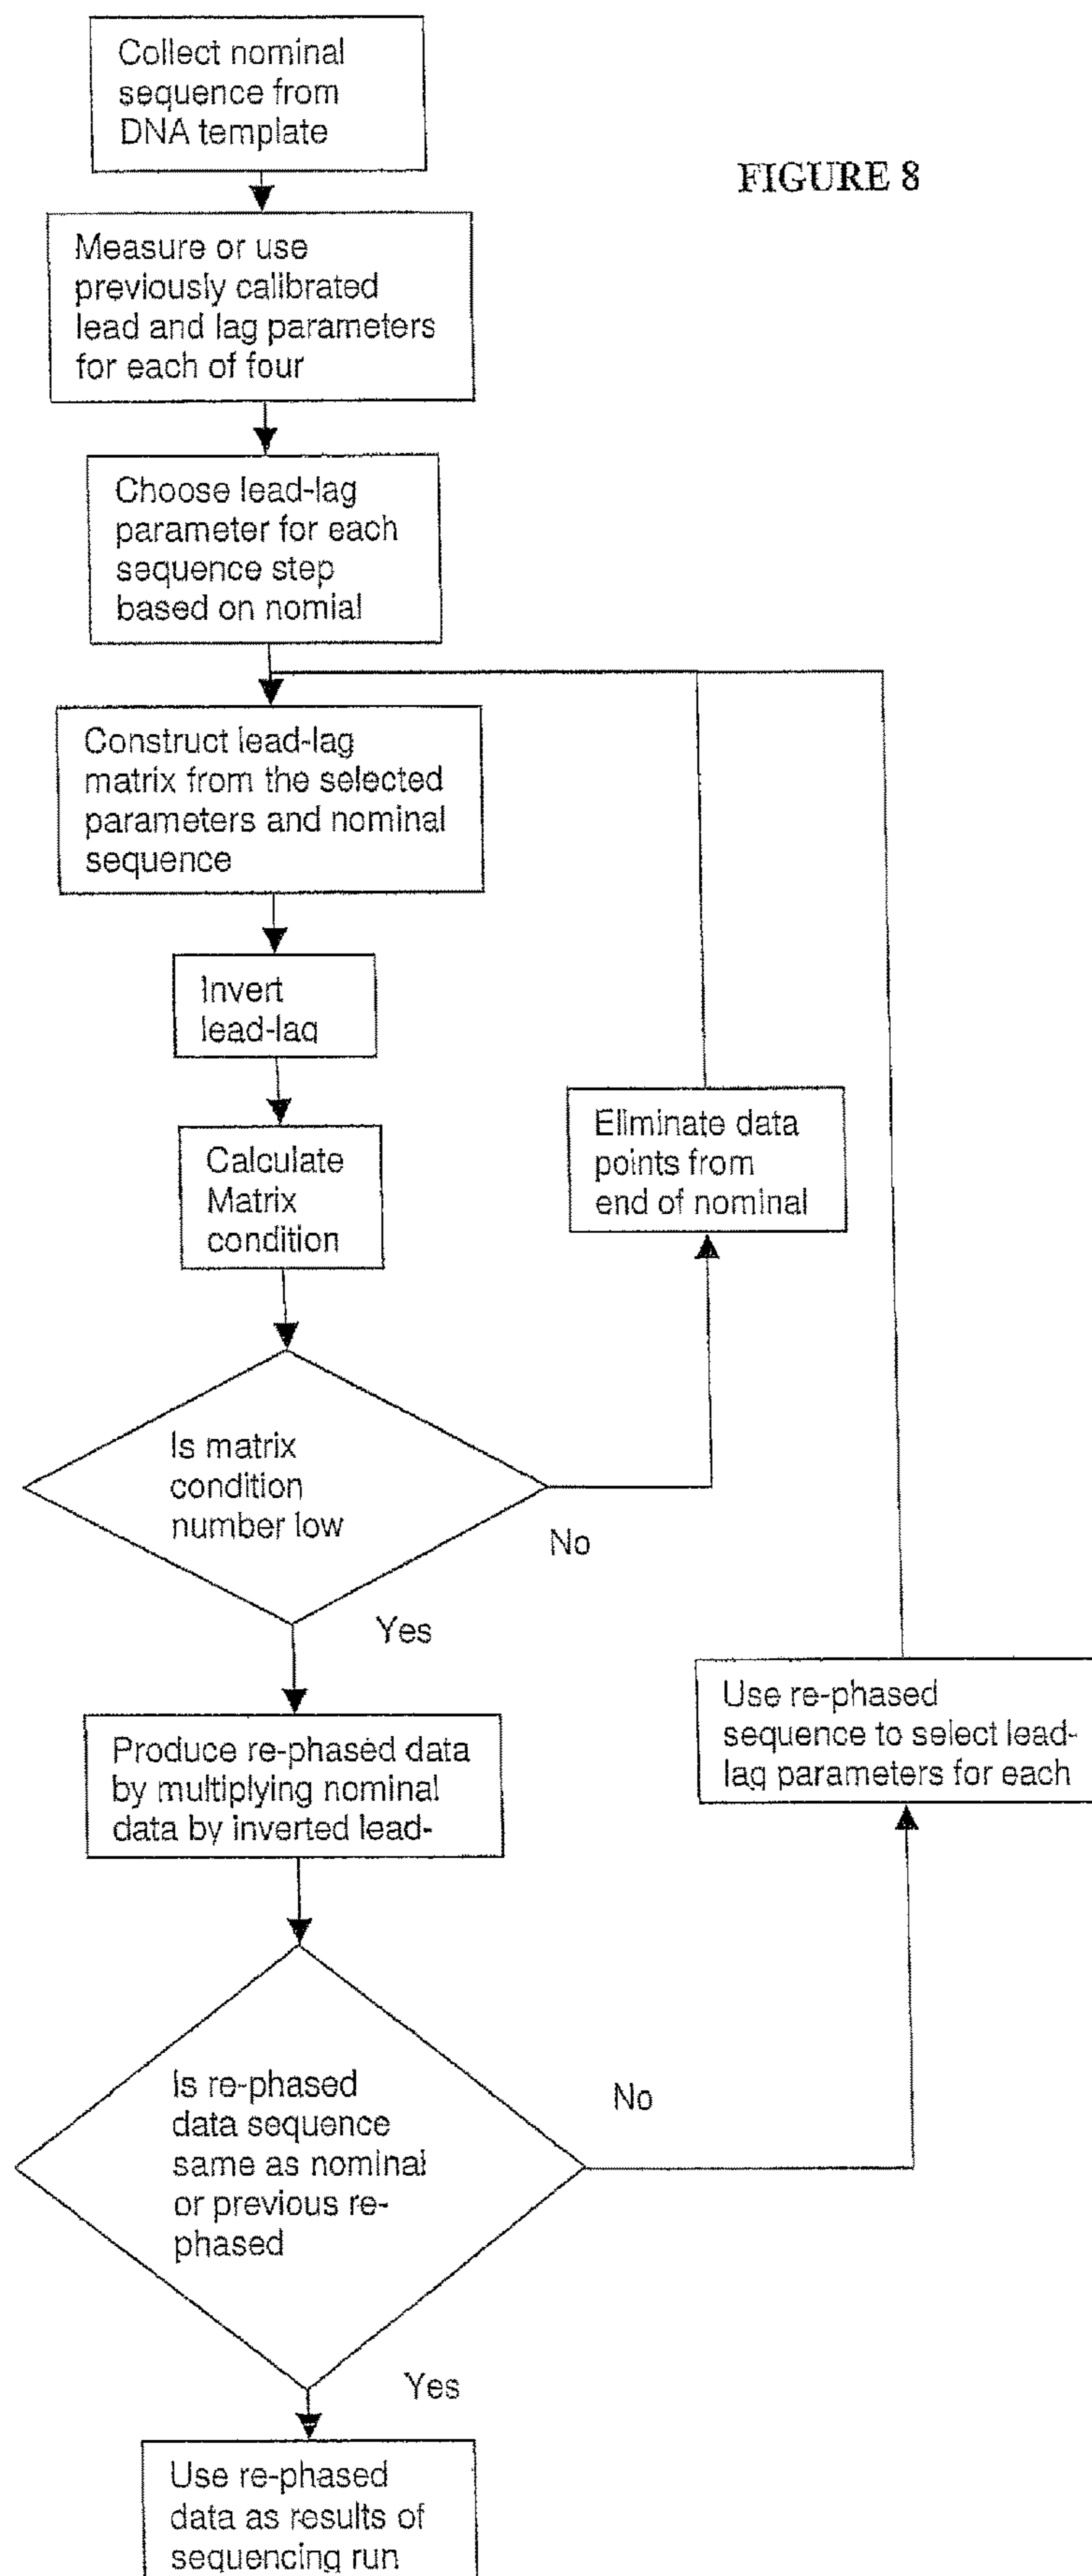 Collect nominal
sequence from
DNA template
FIGURE 8
Measure or use
previously calibrated
lead and lag parameters
for each of four
Choose lead-lag
parameter for each
sequence step
based on nomial
Construct lead-lag
matrix from the selected
parameters and nominal
sequence
Invert
lead-lag
Calculate
Matrix
condition
Eliminate data
points from
end of nominal
Is matrix
condition
number low
No
Yes
Produce re-phased data
by multiplying nominal
data by inverted lead-
Use re-phased
sequence to select lead-
lag parameters for each
Is re-phased
data sequence
same as nominal
or previous re-
phased
No
Yes
Use re-phased
data as results of
sequencing run